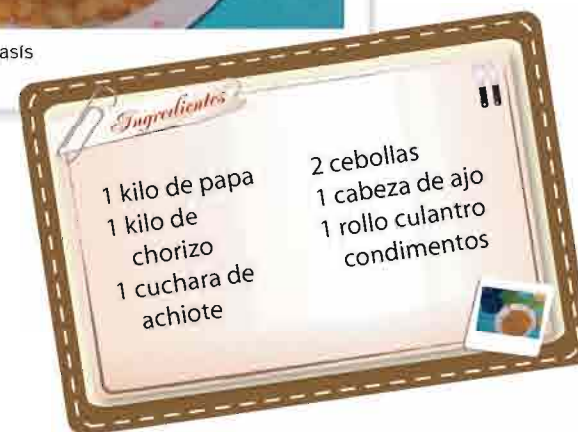 asís
Ingredientes
1 kilo de papa
1 kilo de
chorizo
1 cuchara de
achiote
2 cebollas
1 cabeza de ajo
1 rollo culantro
condimentos